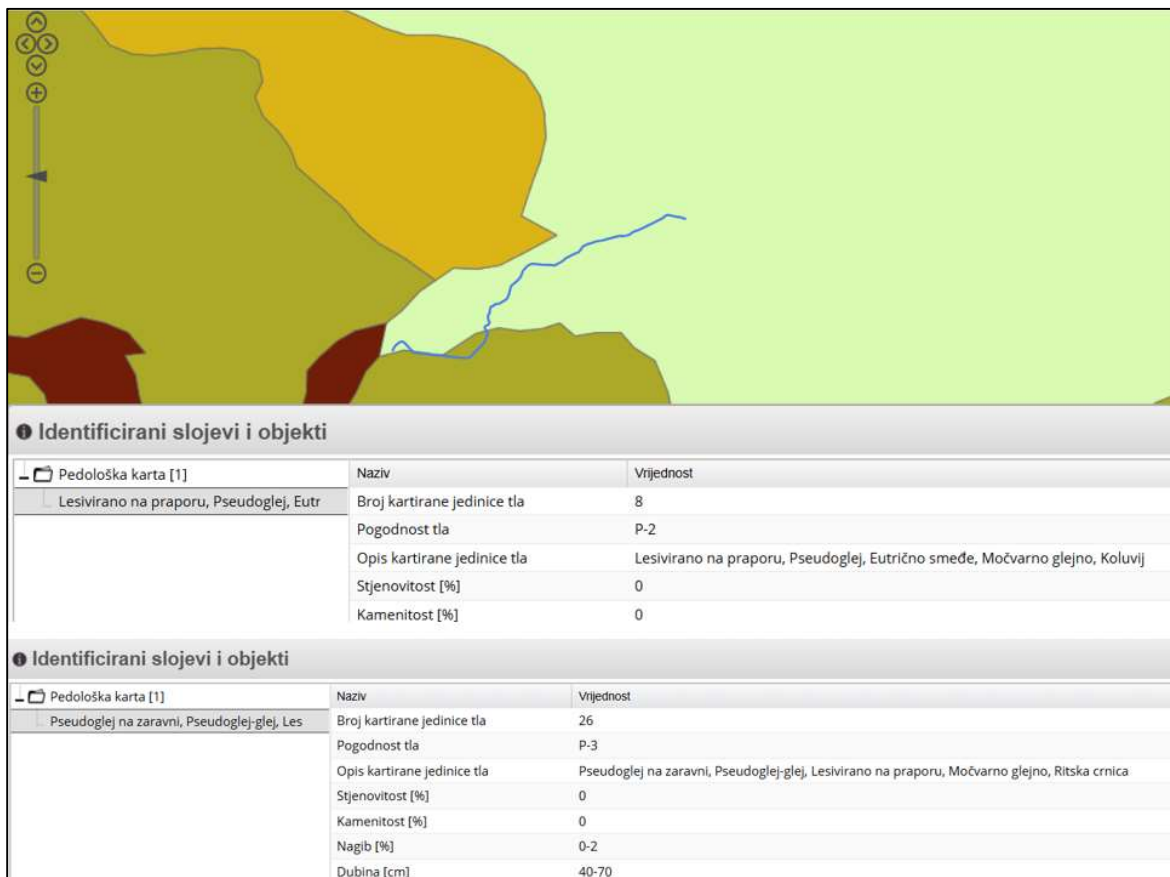 Identificirani slojevi i objekti
Pedološka karta [1] Naziv Vrijednost
Lesivirano na praporu, Pseudoglej, Eutr Broj kartirane jedinice tla 8
Pogodnost tla P-2
Opis kartirane jedinice tla Lesivirano na praporu, Pseudoglej, Eutrično smeđe, Močvarno glejno, Koluvij
Stjenovitost [%] 0
Kamenitost [%] 0
Identificirani slojevi i objekti
Pedološka karta [1] Naziv Vrijednost
Pseudoglej na zaravni, Pseudoglej-glej, Les Broj kartirane jedinice tla 26
Pogodnost tla P-3
Opis kartirane jedinice tla Pseudoglej na zaravni, Pseudoglej-glej, Lesivirano na praporu, Močvarno glejno, Ritska crnica
Stjenovitost [%] 0
Kamenitost [%] 0
Nagib [%] 0-2
Dubina [cm] 40-70